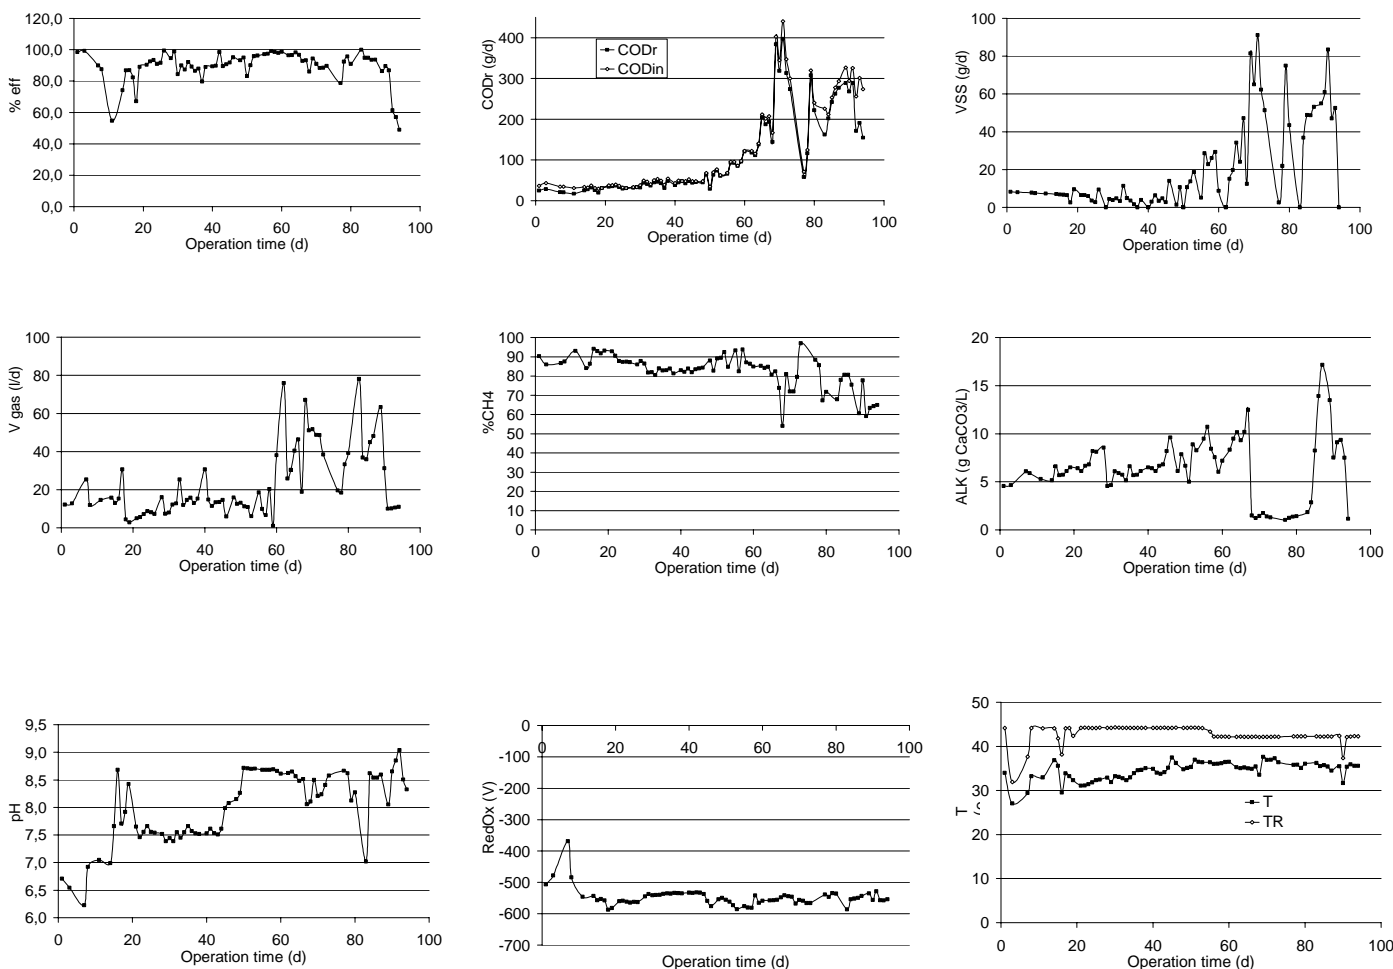 120,0
100,0
80,0
60,0
40,0
20,0
0,0
% eff
0 20 40 60 80 100
Operation time (d)
400
300
200
100
0
CODr (g/d)
CODr
CODin
0 20 40 60 80 100
Operation time (d)
100
80
60
40
20
0
VSS (g/d)
0 20 40 60 80 100
Operation time (d)
100
80
60
40
20
0
V gas (l/d)
0 20 40 60 80 100
Operation time (d)
100
90
80
70
60
50
40
30
20
10
0
%CH4
0 20 40 60 80 100
Operation time (d)
20
15
10
5
0
ALK (g CaCO3/L)
0 20 40 60 80 100
Operation time (d)
9,5
9,0
8,5
8,0
7,5
7,0
6,5
6,0
pH
0 20 40 60 80 100
Operation time (d)
0
-100
-200
-300
-400
-500
-600
-700
RedOx (V)
0 20 40 60 80 100
Operation time (d)
50
40
30
20
10
0
T
T
TR
0 20 40 60 80 100
Operation time (d)